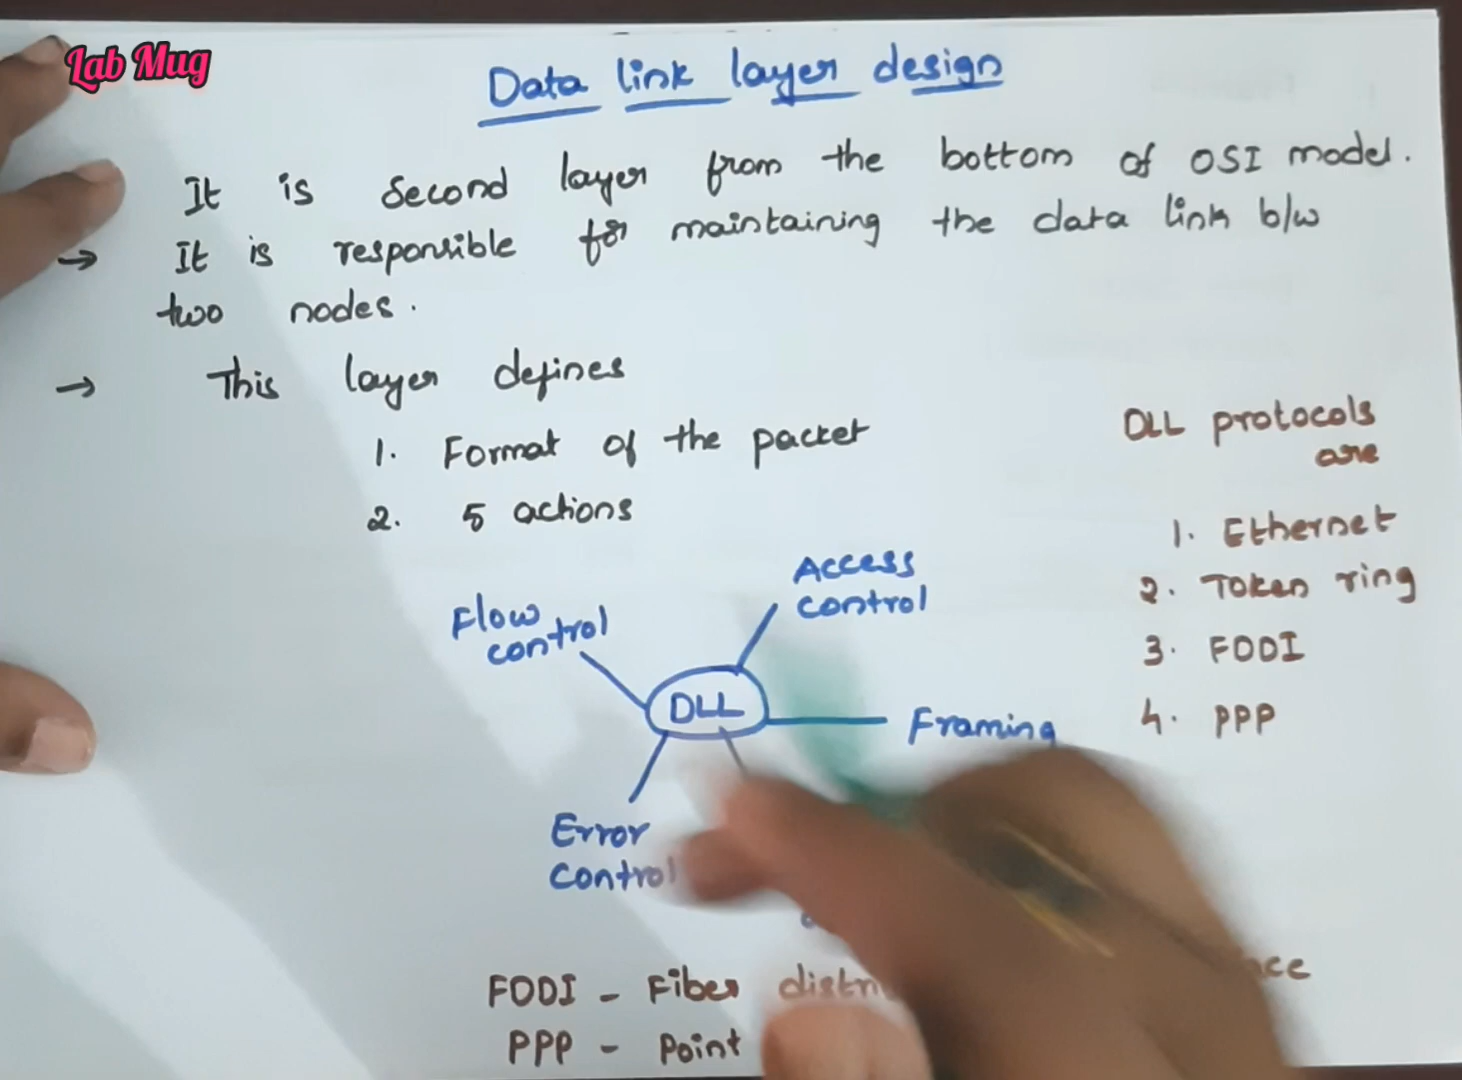 Lab Mug
Data link layer design
It is second layer from the bottom of OSI model.
→ It is responsible for maintaining the data link b/w
two nodes.
→ This layer defines
1. Format of the packet
2. 5 actions
DLL protocols
are
1. Ethernet
2. Token ring
3. FDDI
4. PPP
Access
control
Flow
control
DLL
Framing
Error
control
FDDI - Fiber
PPP - Point